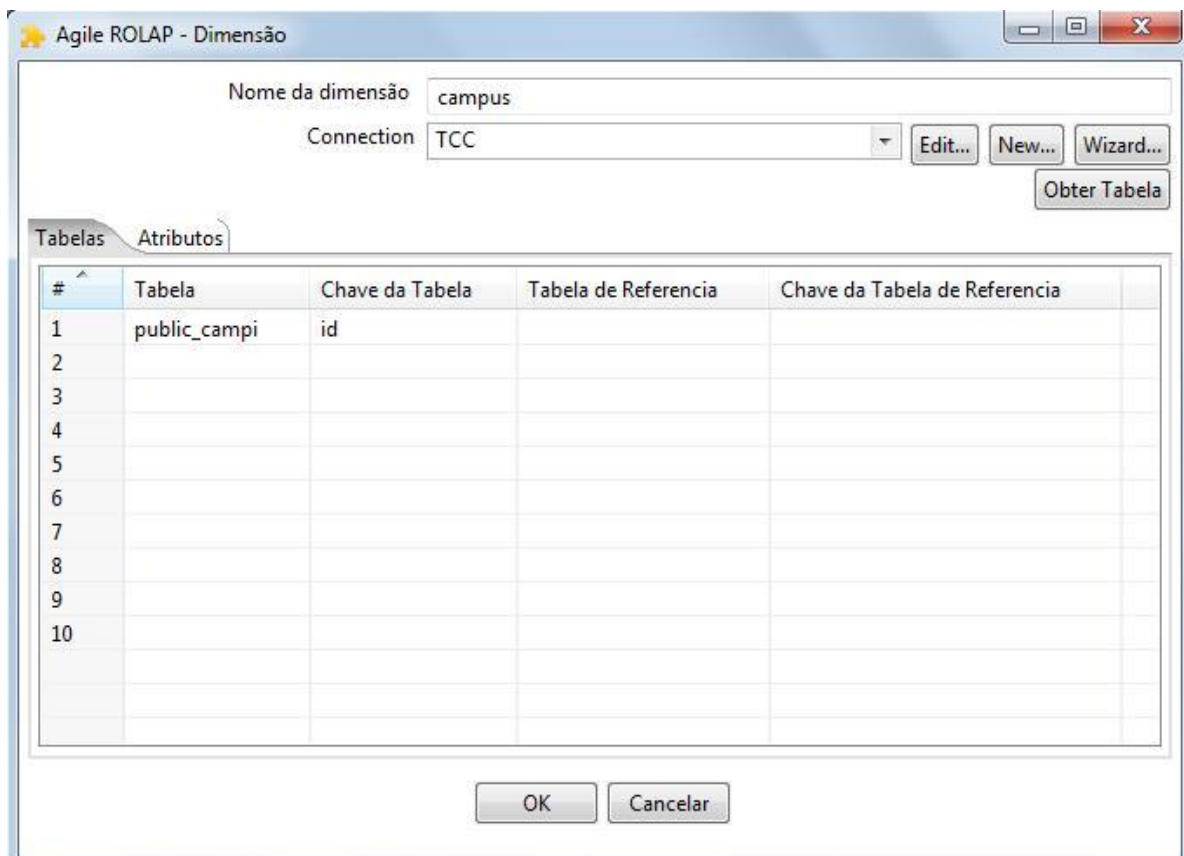 Agile ROLAP - Dimensão
Nome da dimensão campus
Connection TCC Edit... New... Wizard...
Obter Tabela
Tabelas Atributos
# Tabela Chave da Tabela Tabela de Referencia Chave da Tabela de Referencia
1 public_campi id
2
3
4
5
6
7
8
9
10
OK Cancelar